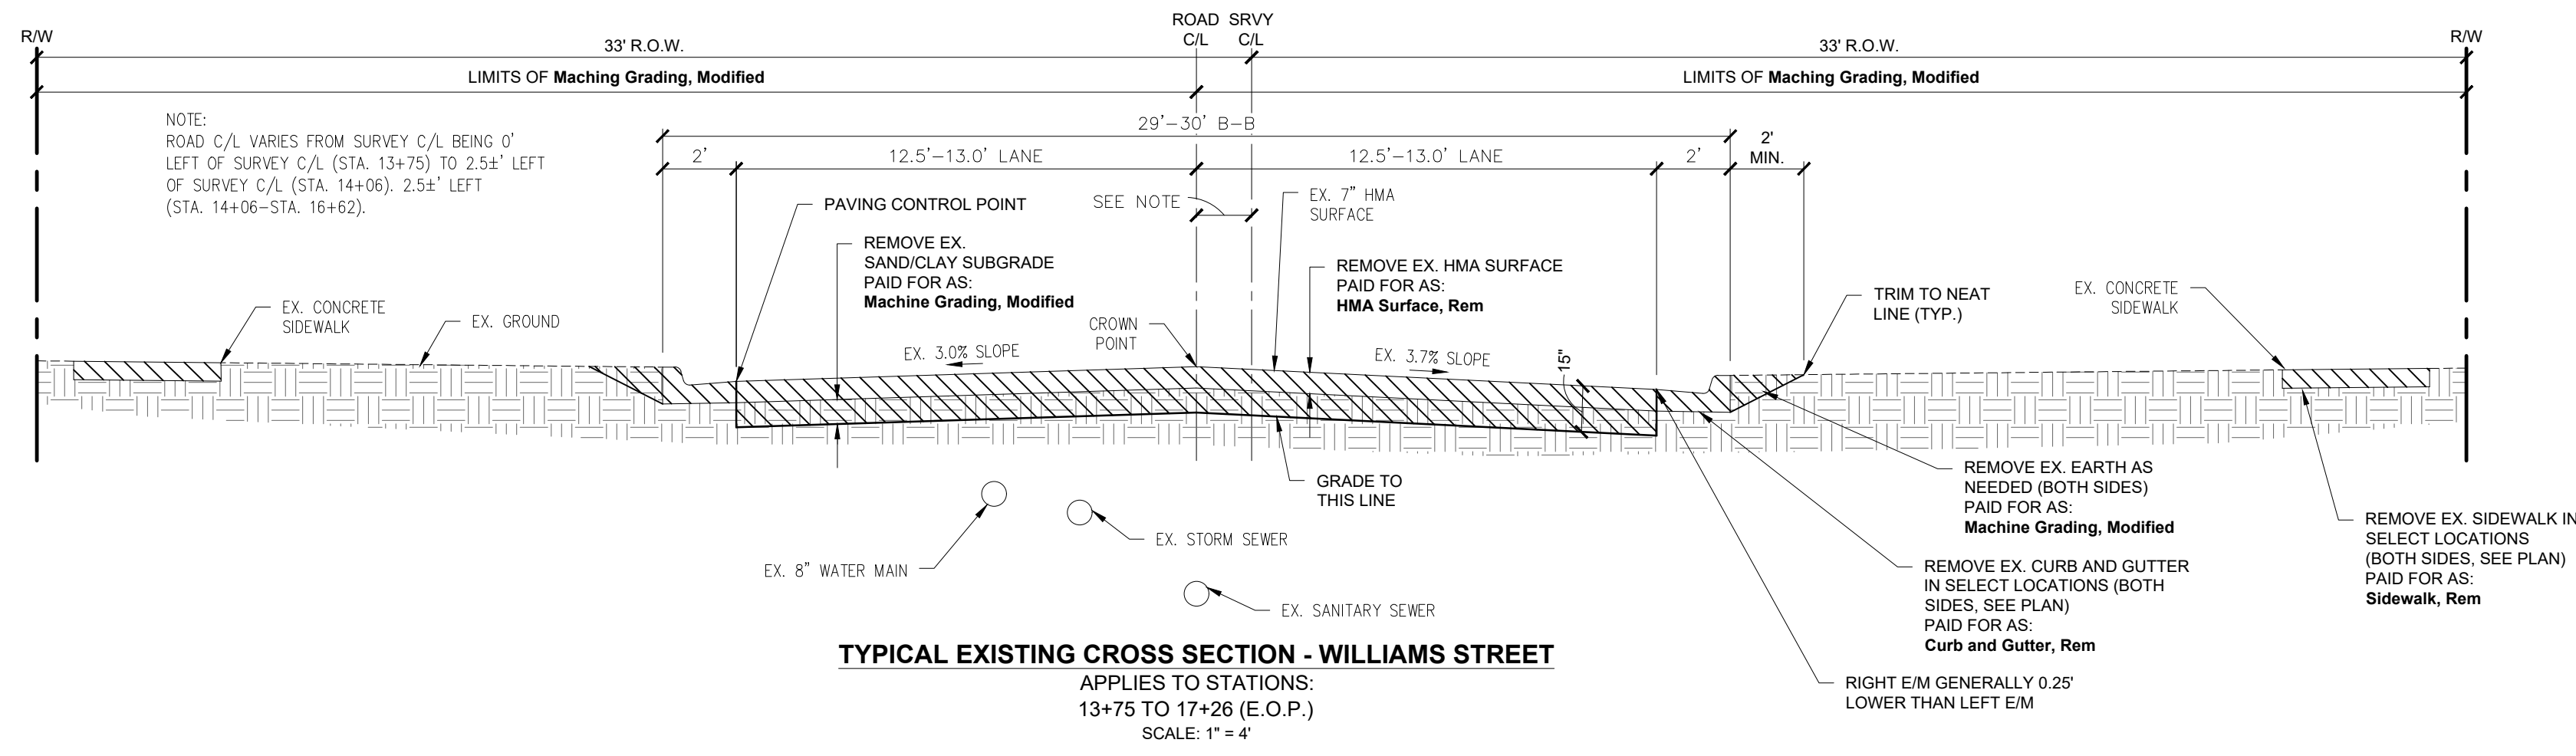 R/W
ROAD SRVY
C/L C/L
R/W
33' R.O.W.
33' R.O.W.
LIMITS OF Maching Grading, Modified
LIMITS OF Maching Grading, Modified
NOTE:
ROAD C/L VARIES FROM SURVEY C/L BEING 0'
LEFT OF SURVEY C/L (STA. 13+75) TO 2.5±' LEFT
OF SURVEY C/L (STA. 14+06). 2.5±' LEFT
(STA. 14+06-STA. 16+62).
29'-30' B-B
2'
12.5'-13.0' LANE
12.5'-13.0' LANE
2'
2'
MIN.
PAVING CONTROL POINT
SEE NOTE
EX. 7" HMA
SURFACE
REMOVE EX.
SAND/CLAY SUBGRADE
PAID FOR AS:
Machine Grading, Modified
REMOVE EX. HMA SURFACE
PAID FOR AS:
HMA Surface, Rem
TRIM TO NEAT
LINE (TYP.)
EX. CONCRETE
SIDEWALK
EX. CONCRETE
SIDEWALK
EX. GROUND
CROWN
POINT
EX. 3.0% SLOPE
EX. 3.7% SLOPE
15"
GRADE TO
THIS LINE
EX. 8" WATER MAIN
EX. STORM SEWER
EX. SANITARY SEWER
REMOVE EX. EARTH AS
NEEDED (BOTH SIDES)
PAID FOR AS:
Machine Grading, Modified
REMOVE EX. SIDEWALK IN
SELECT LOCATIONS
(BOTH SIDES, SEE PLAN)
PAID FOR AS:
Sidewalk, Rem
REMOVE EX. CURB AND GUTTER
IN SELECT LOCATIONS (BOTH
SIDES, SEE PLAN)
PAID FOR AS:
Curb and Gutter, Rem
RIGHT E/M GENERALLY 0.25'
LOWER THAN LEFT E/M
TYPICAL EXISTING CROSS SECTION - WILLIAMS STREET
APPLIES TO STATIONS:
13+75 TO 17+26 (E.O.P.)
SCALE: 1" = 4'